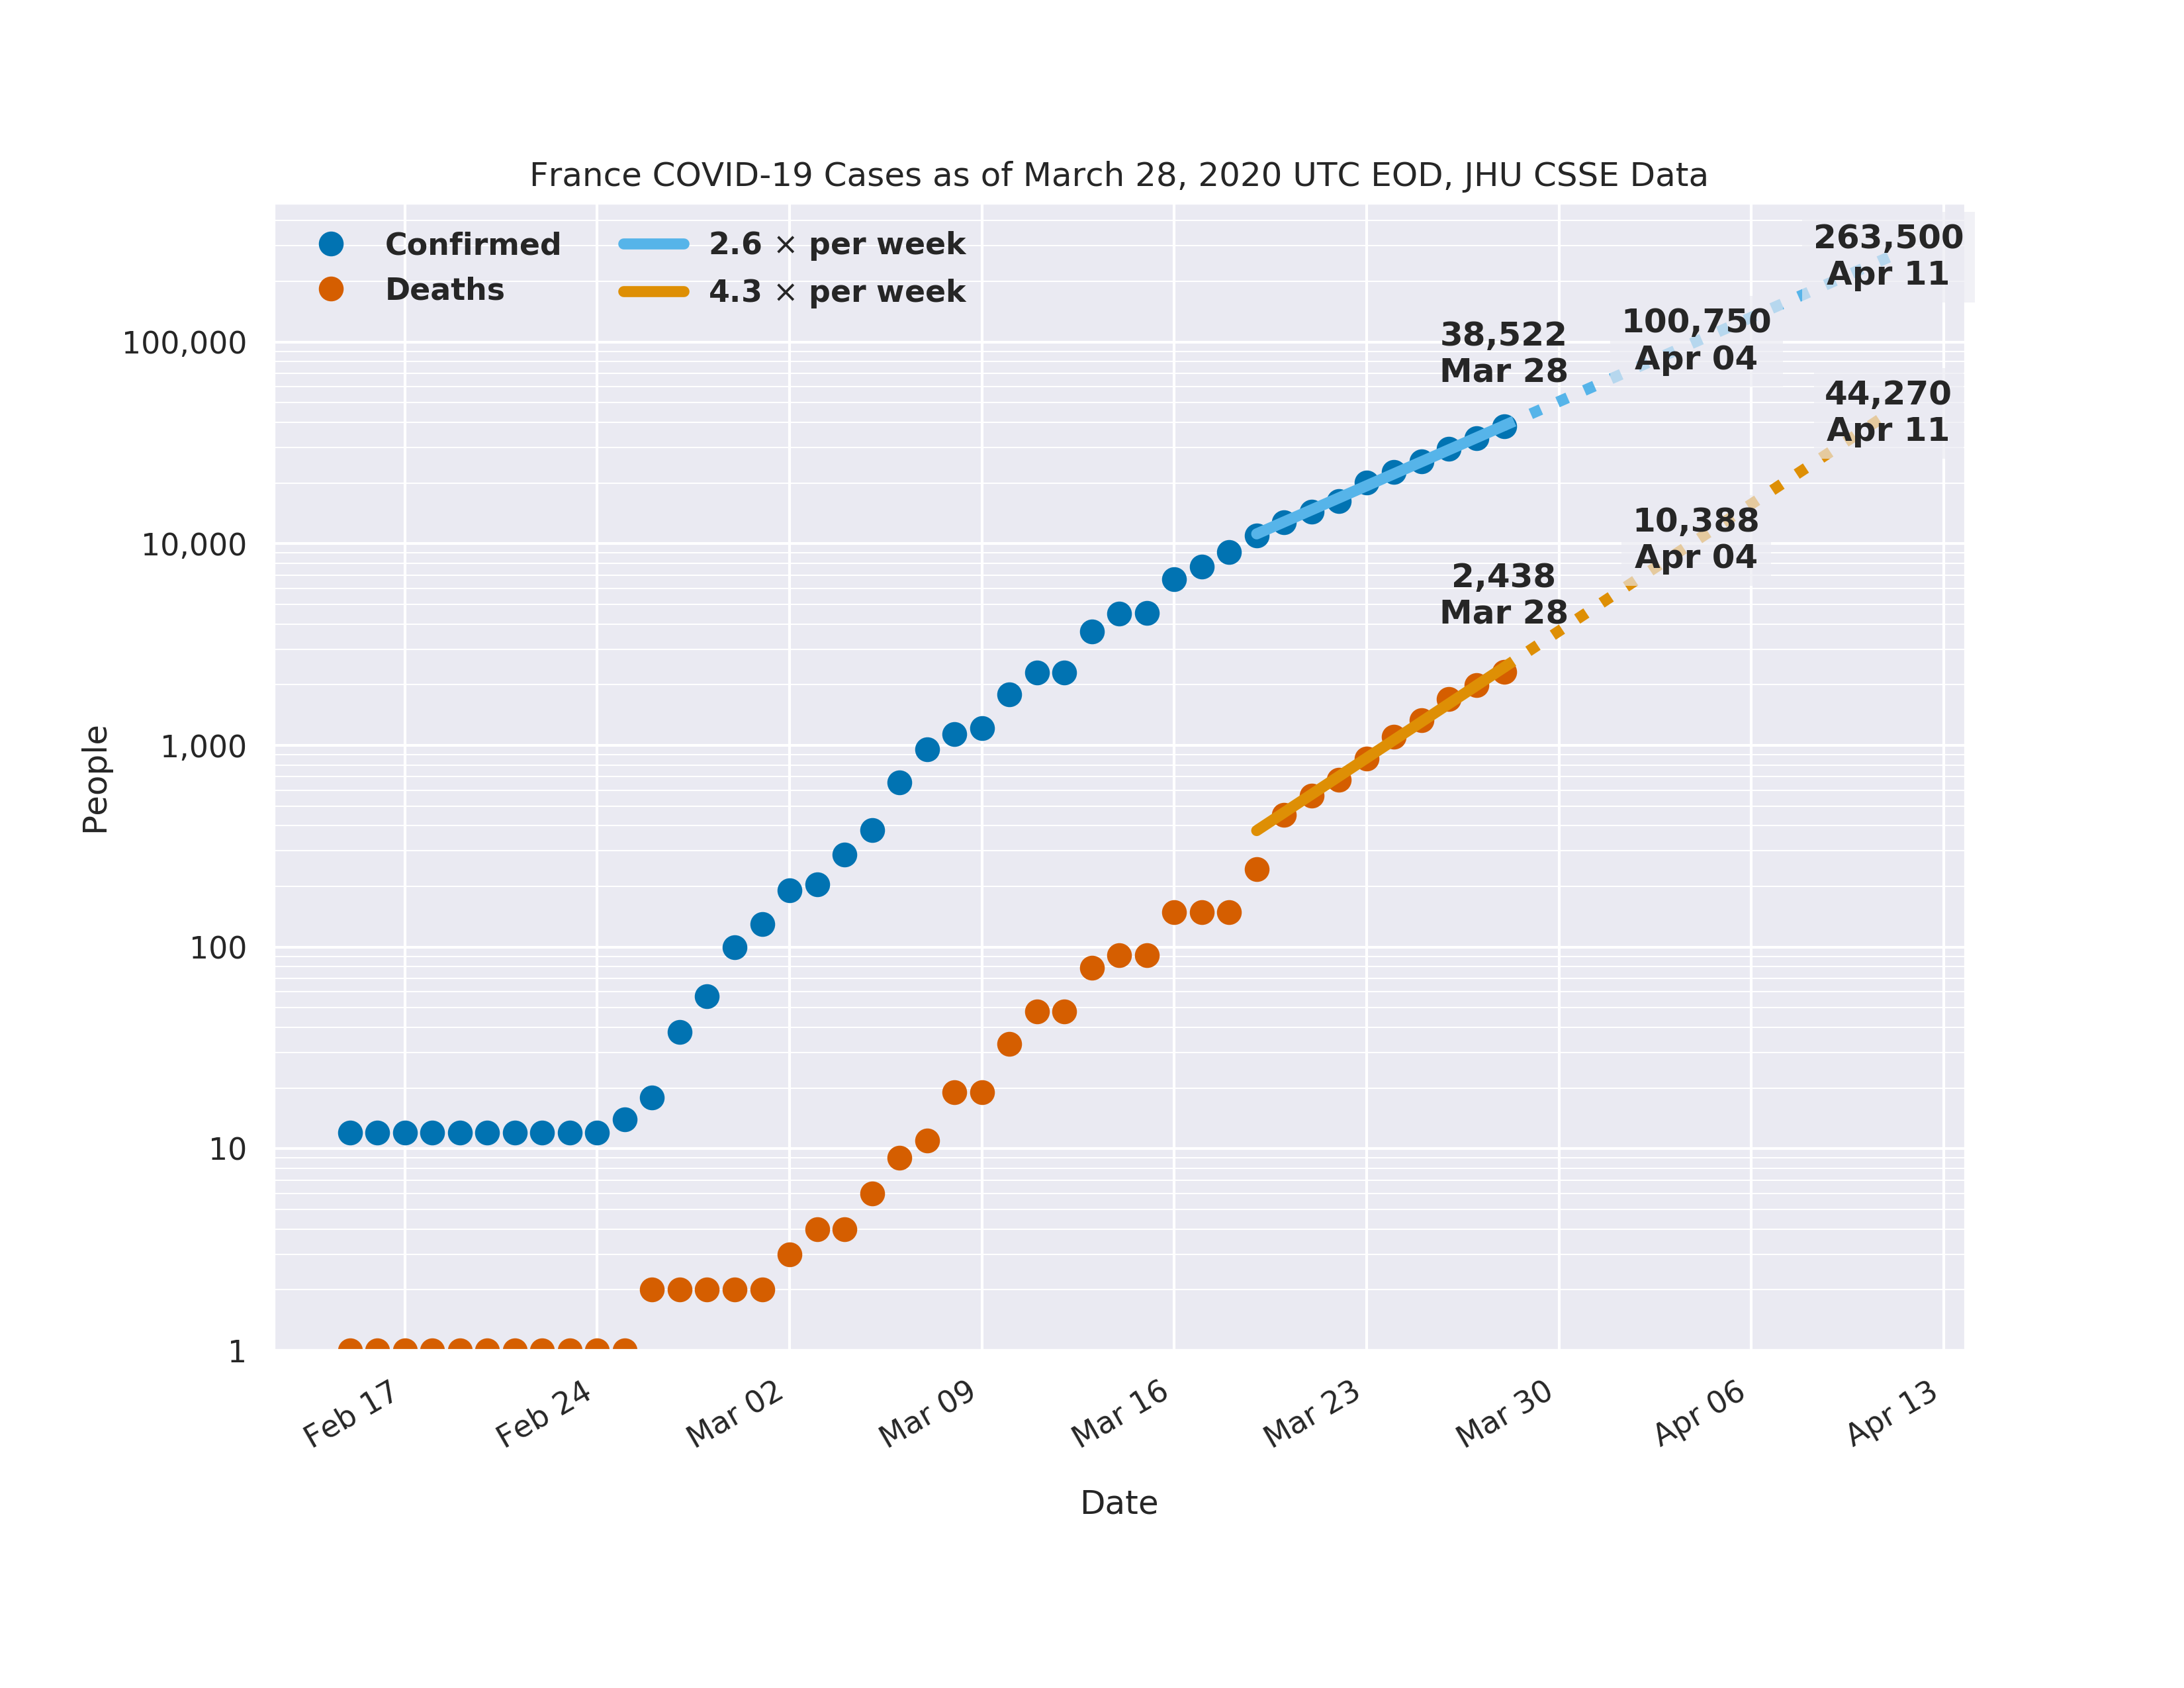 France COVID-19 Cases as of March 28, 2020 UTC EOD, JHU CSSE Data
Confirmed
Deaths
2.6 × per week
4.3 × per week
263,500
Apr 11
100,750
Apr 04
38,522
Mar 28
44,270
Apr 11
10,388
Apr 04
2,438
Mar 28
People
100,000
10,000
1,000
100
10
1
Feb 17
Feb 24
Mar 02
Mar 09
Mar 16
Mar 23
Mar 30
Apr 06
Apr 13
Date